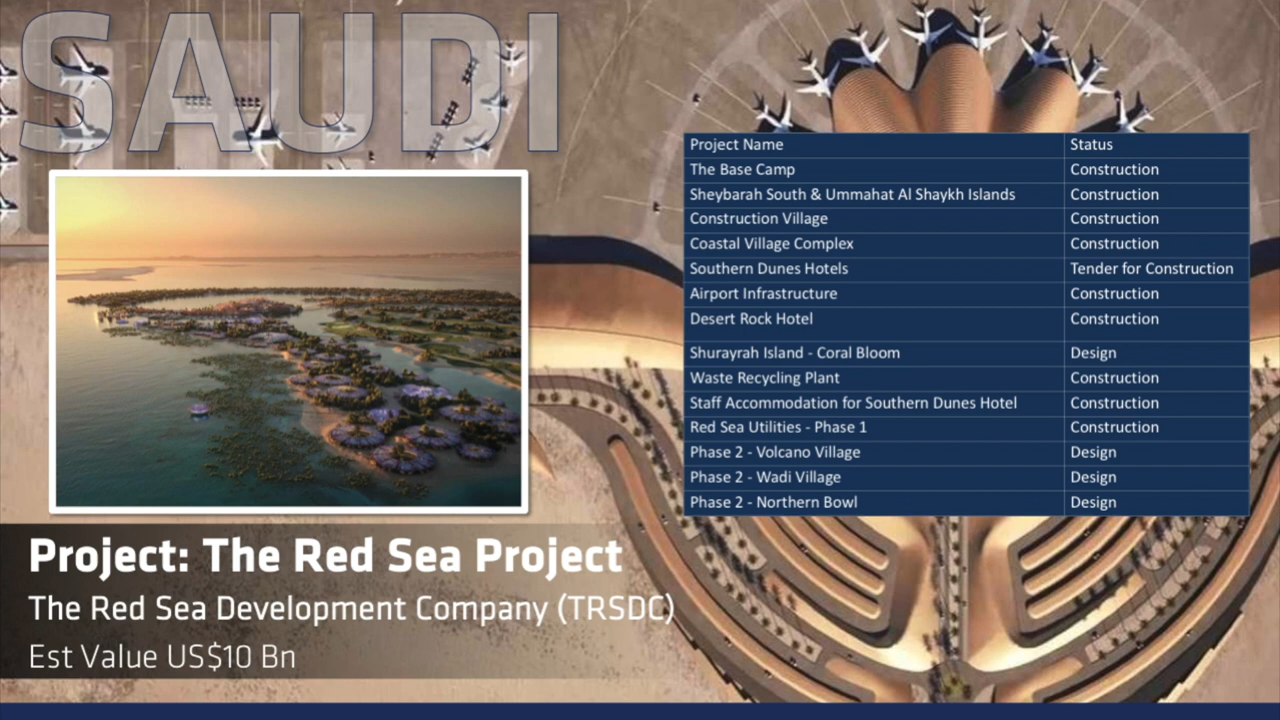 SAUDI
Project: The Red Sea Project
The Red Sea Development Company (TRSDC)
Est Value US$10 Bn
Project Name Status
The Base Camp Construction
Sheybarah South & Ummahat Al Shaykh Islands Construction
Construction Village Construction
Coastal Village Complex Construction
Southern Dunes Hotels Tender for Construction
Airport Infrastructure Construction
Desert Rock Hotel Construction
Shurayrah Island - Coral Bloom Design
Waste Recycling Plant Construction
Staff Accommodation for Southern Dunes Hotel Construction
Red Sea Utilities - Phase 1 Construction
Phase 2 - Volcano Village Design
Phase 2 - Wadi Village Design
Phase 2 - Northern Bowl Design